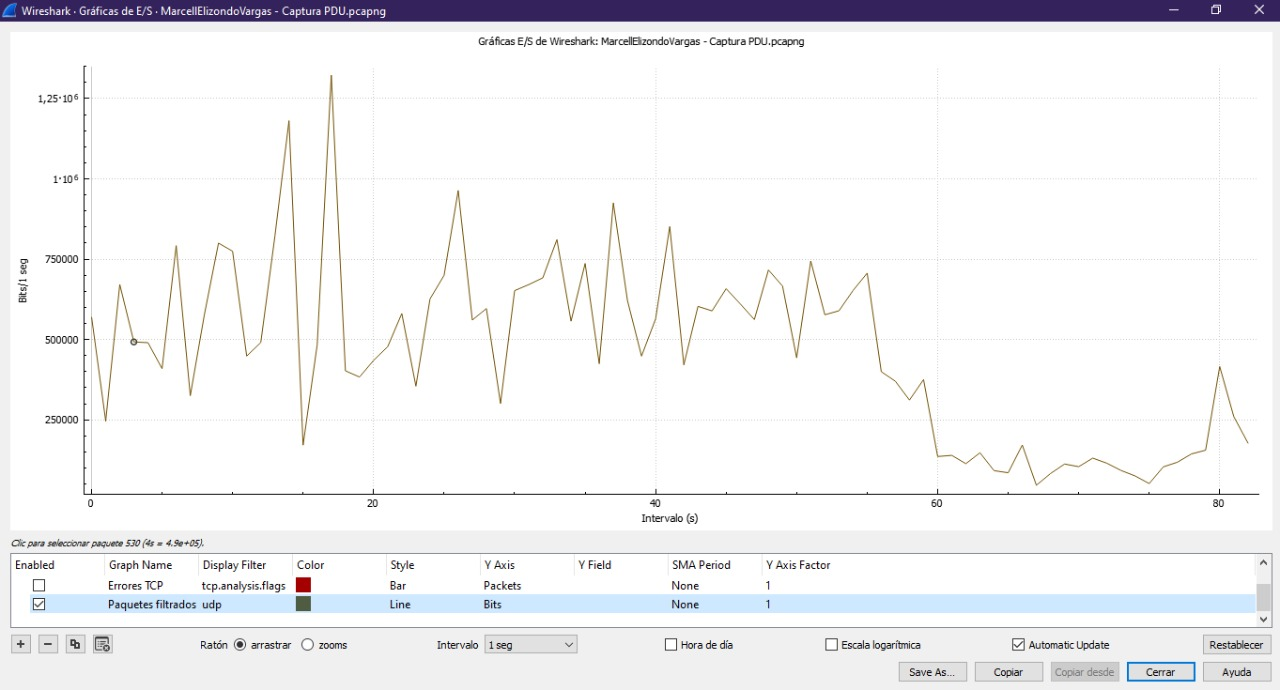 Wireshark · Gráficas de E/S · MarcellElizondoVargas - Captura PDU.pcapng
Gráficas E/S de Wireshark: MarcellElizondoVargas - Captura PDU.pcapng
1,25·10⁶
1·10⁶
750000
500000
250000
Bits/1 seg
0 20 40 60 80
Intervalo (s)
Clic para seleccionar paquete 530 (4s = 4.9e+05).
Enabled Graph Name Display Filter Color Style Y Axis Y Field SMA Period Y Axis Factor
Errores TCP tcp.analysis.flags Bar Packets None 1
Paquetes filtrados udp Line Bits None 1
Ratón arrastrar zooms Intervalo 1 seg Hora de día Escala logarítmica Automatic Update Restablecer
Save As... Copiar Copiar desde Cerrar Ayuda